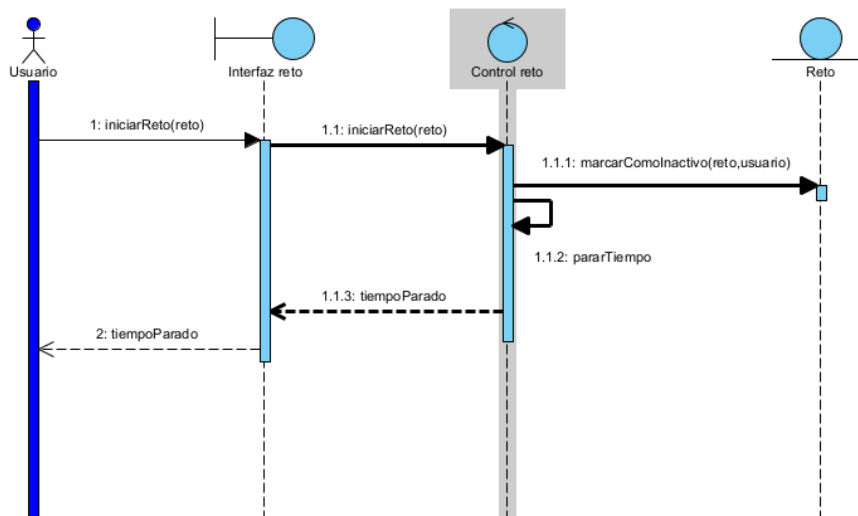 Usuario
Interfaz reto
Control reto
Reto
1: iniciarReto(reto)
1.1: iniciarReto(reto)
1.1.1: marcarComoInactivo(reto,usuario)
1.1.2: pararTiempo
1.1.3: tiempoParado
2: tiempoParado